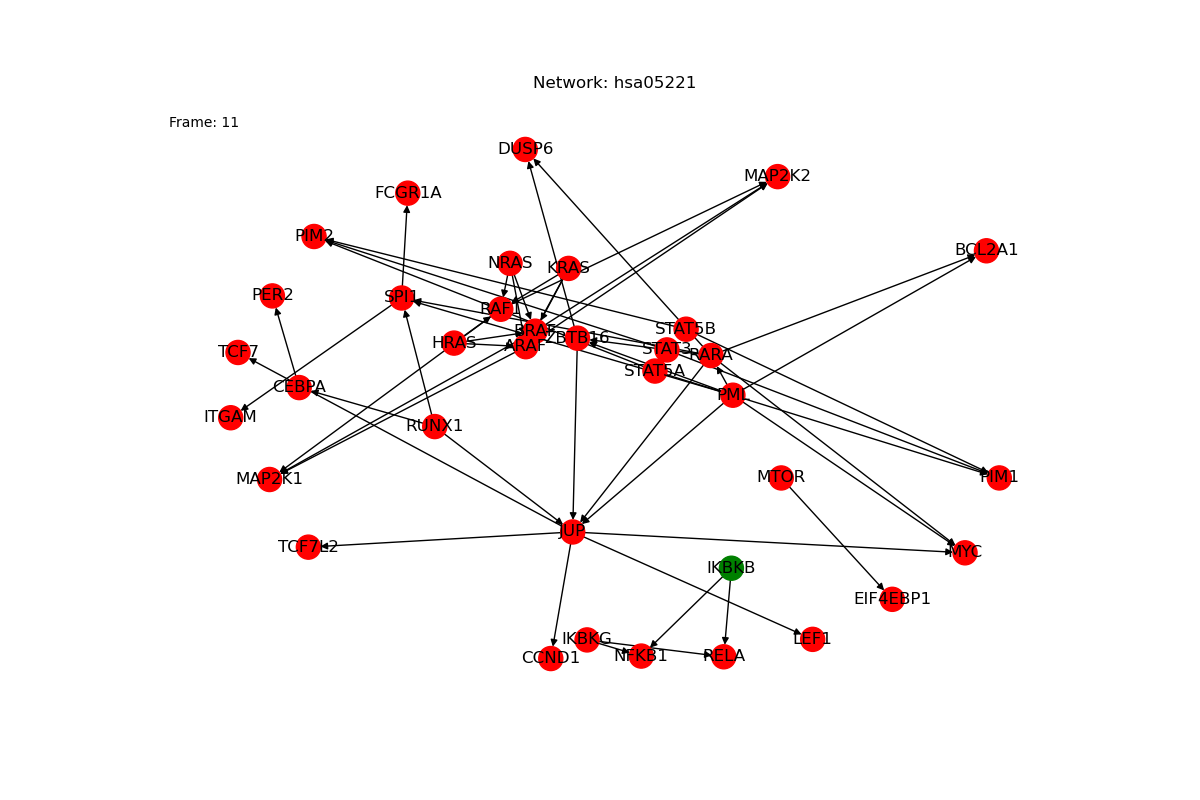 Network: hsa05221
Frame: 11
DUSP6
MAP2K2
FCGR1A
PIM2
BCL2A1
NRAS
KRAS
PER2
SPI1
RAF1
BRAF
STAT5B
ZBTB16
HRAS
ARAF
STAT3
RARA
TCF7
STAT5A
CEBPA
PML
ITGAM
RUNX1
MAP2K1
MTOR
PIM1
JUP
TCF7L2
MYC
IKBKB
EIF4EBP1
IKBKG
LEF1
CCND1
NFKB1
RELA